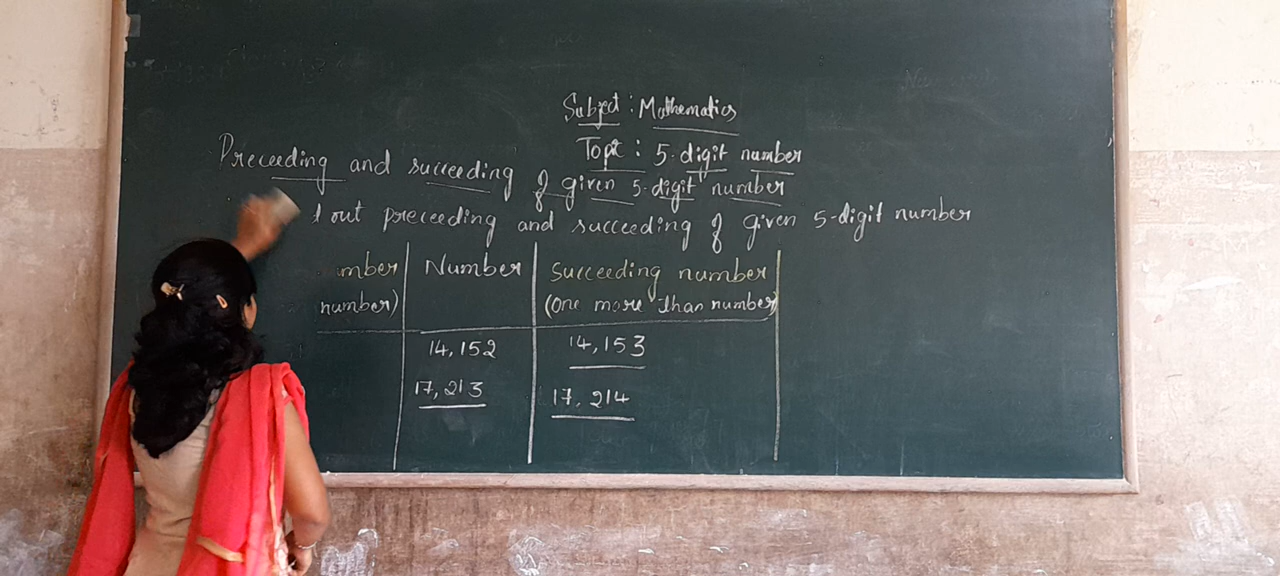 Subject : Mathematics
Topic : 5-digit number
Preceeding and succeeding of given 5-digit number
out preceeding and succeeding of given 5-digit number
mber Number Succeeding number
number) (One more than number
14,152 14,153
17,213 17,214